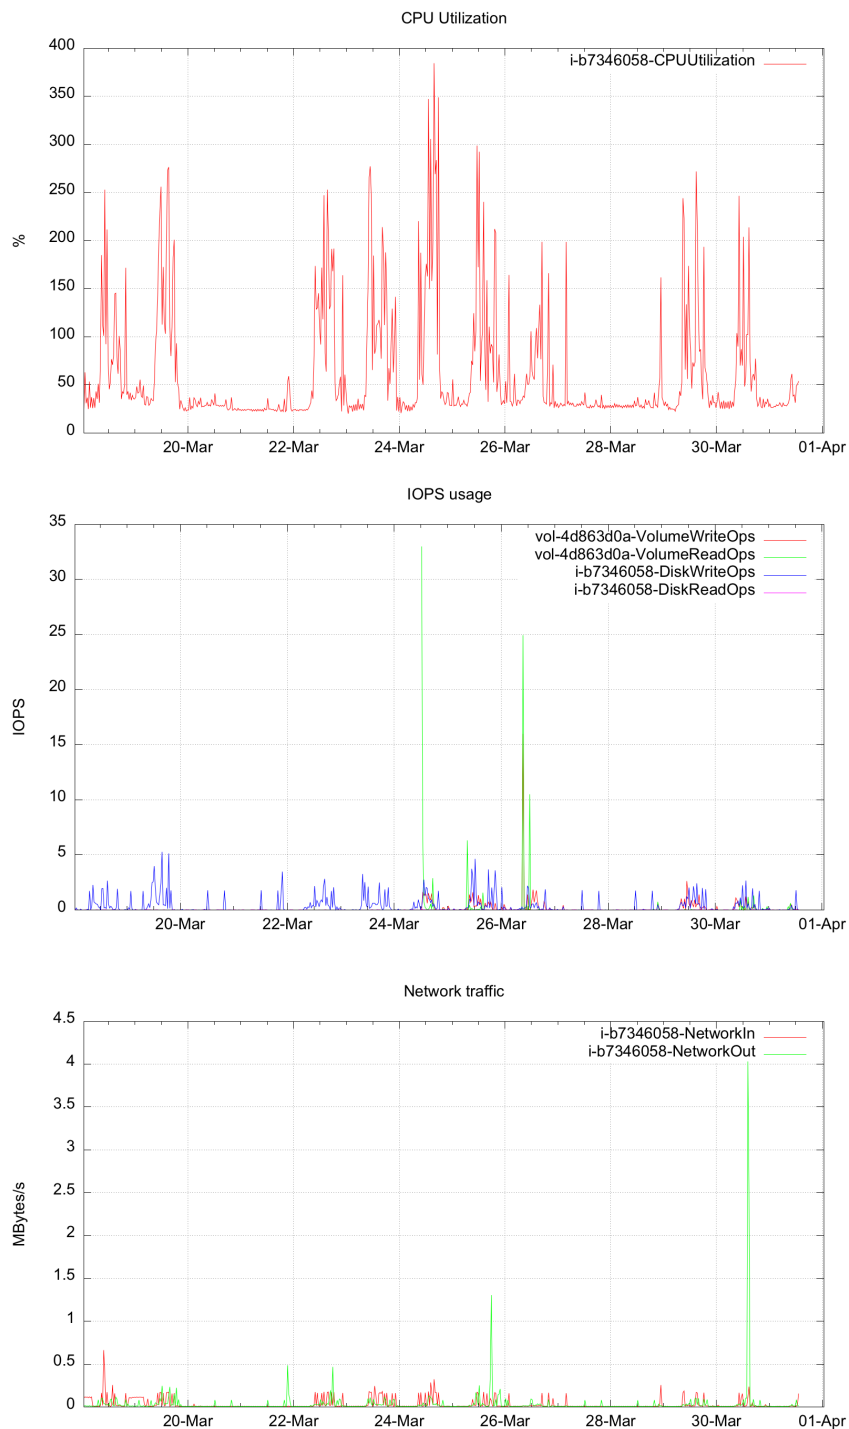 CPU Utilization
400
i-b7346058-CPUUtilization
350
300
250
200
150
100
50
0
%
20-Mar 22-Mar 24-Mar 26-Mar 28-Mar 30-Mar 01-Apr
IOPS usage
35
vol-4d863d0a-VolumeWriteOps
vol-4d863d0a-VolumeReadOps
i-b7346058-DiskWriteOps
i-b7346058-DiskReadOps
30
25
20
15
10
5
0
IOPS
20-Mar 22-Mar 24-Mar 26-Mar 28-Mar 30-Mar 01-Apr
Network traffic
4.5
i-b7346058-NetworkIn
i-b7346058-NetworkOut
4
3.5
3
2.5
2
1.5
1
0.5
0
MBytes/s
20-Mar 22-Mar 24-Mar 26-Mar 28-Mar 30-Mar 01-Apr